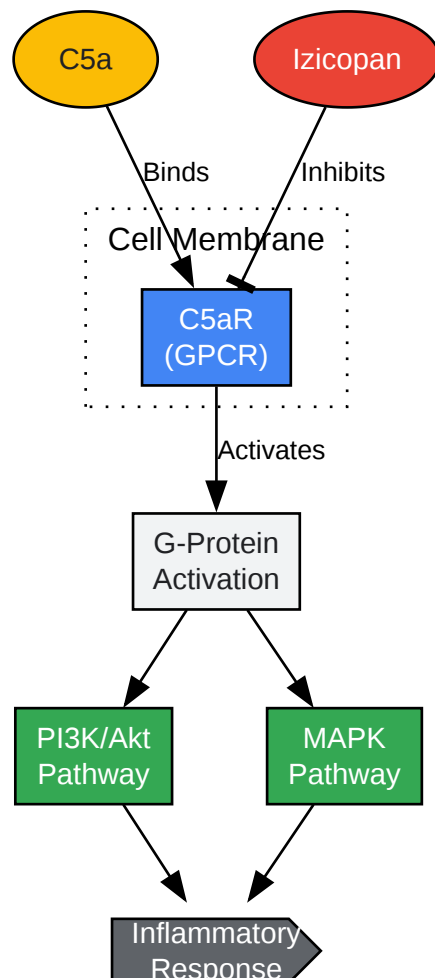 C5a
Izicopan
Binds
Inhibits
Cell Membrane
C5aR
(GPCR)
Activates
G-Protein
Activation
PI3K/Akt
Pathway
MAPK
Pathway
Inflammatory
Response